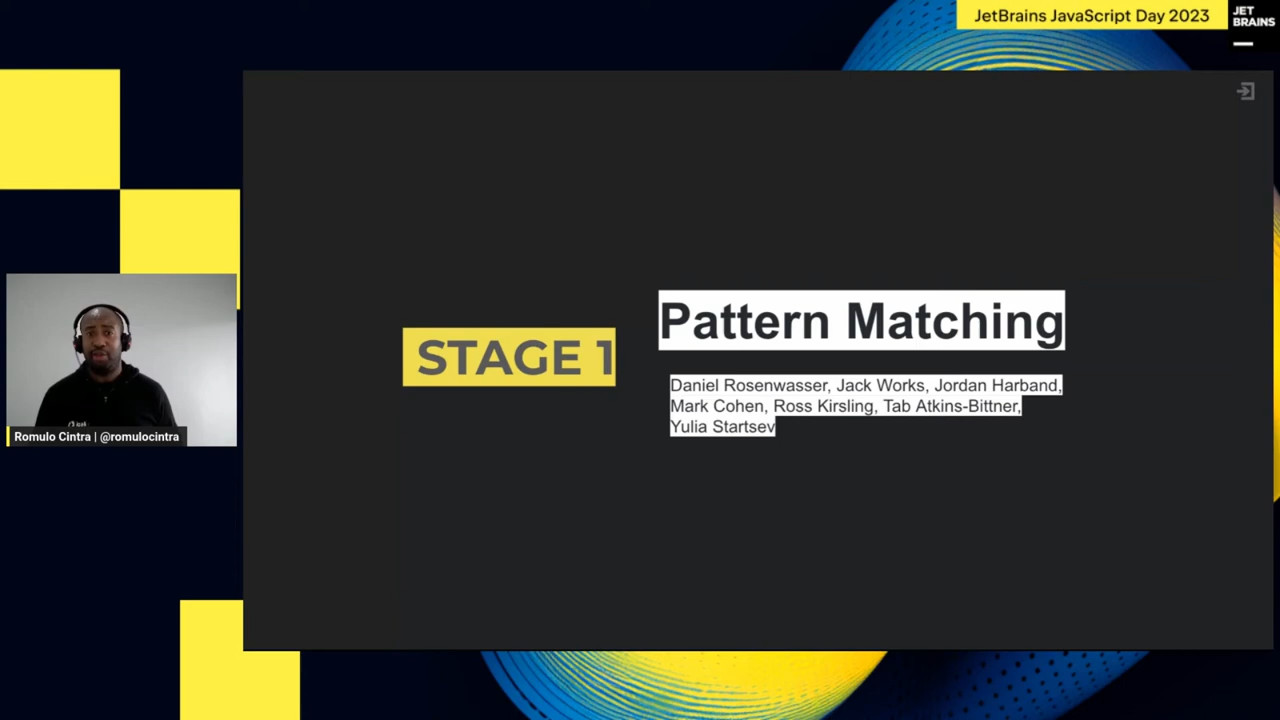 JetBrains JavaScript Day 2023
JET
BRAINS
STAGE 1
Pattern Matching
Daniel Rosenwasser, Jack Works, Jordan Harband,
Mark Cohen, Ross Kirsling, Tab Atkins-Bittner,
Yulia Startsev
Romulo Cintra | @romulocintra